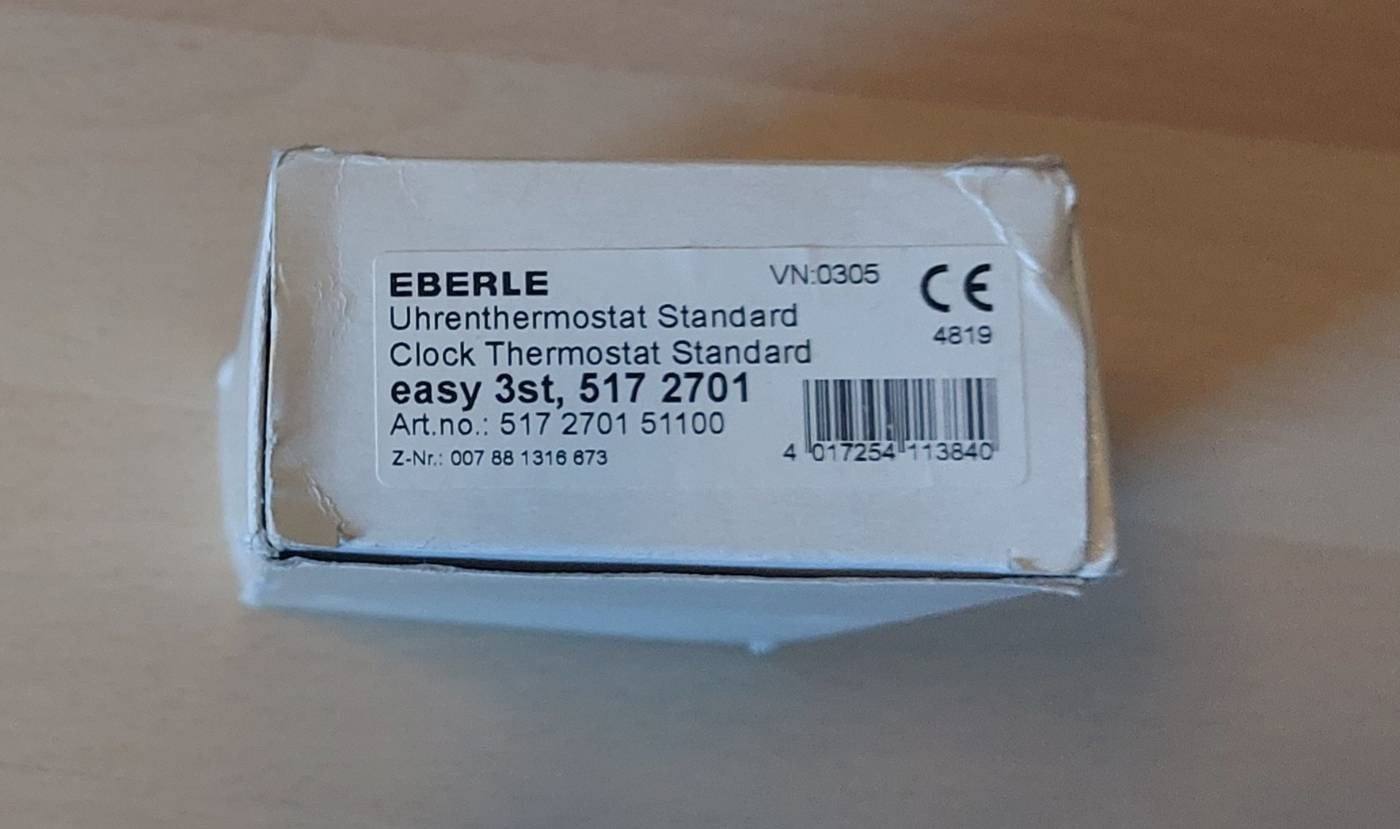 EBERLE
VN:0305
CE
Uhrenthermostat Standard
4819
Clock Thermostat Standard
easy 3st, 517 2701
Art.no.: 517 2701 51100
Z-Nr.: 007 88 1316 673
4 017254 113840